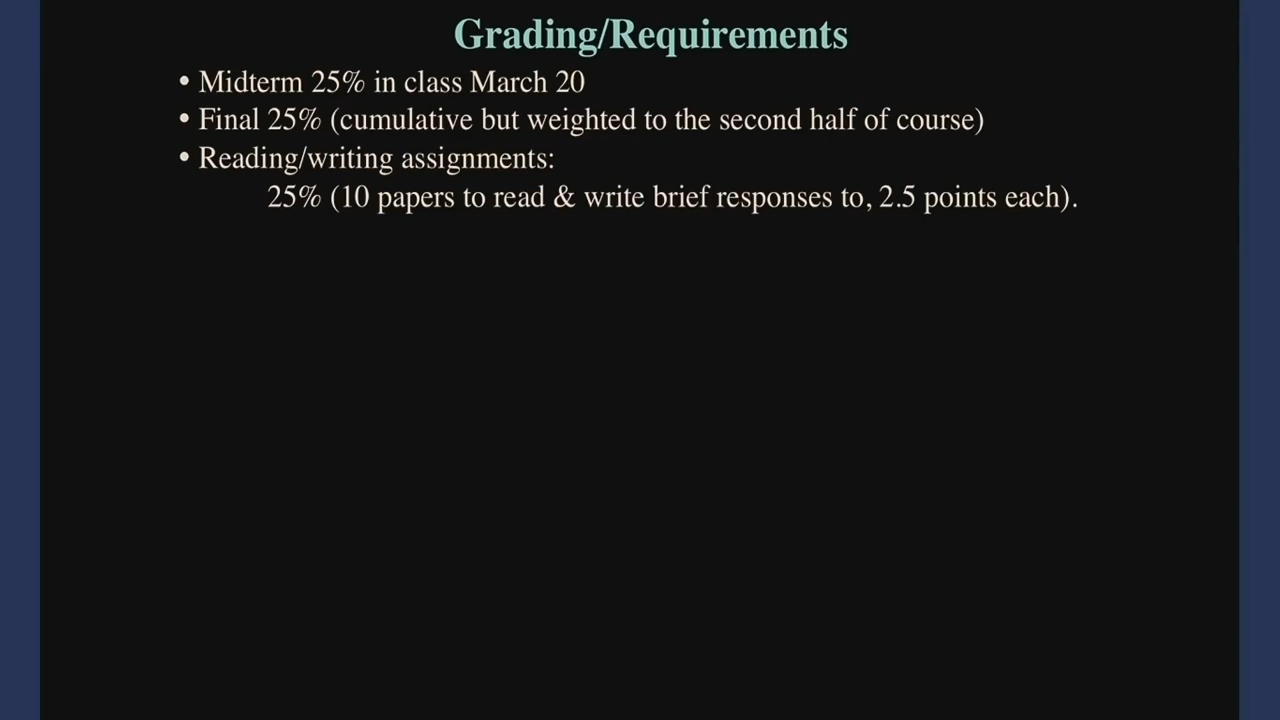 Grading/Requirements
• Midterm 25% in class March 20
• Final 25% (cumulative but weighted to the second half of course)
• Reading/writing assignments:
25% (10 papers to read & write brief responses to, 2.5 points each).